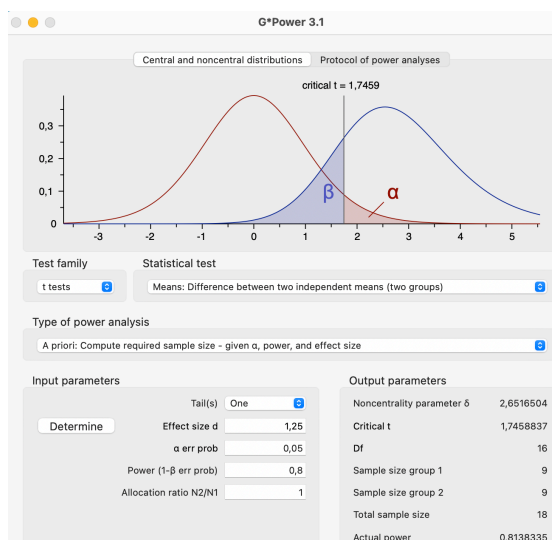 G*Power 3.1
Central and noncentral distributions Protocol of power analyses
critical t = 1,7459
0,3
0,2
0,1
0
β
α
-3 -2 -1 0 1 2 3 4 5
Test family Statistical test
t tests Means: Difference between two independent means (two groups)
Type of power analysis
A priori: Compute required sample size - given α, power, and effect size
Input parameters Output parameters
Tail(s) One Noncentrality parameter δ 2,6516504
Determine Effect size d 1,25 Critical t 1,7458837
α err prob 0,05 Df 16
Power (1-β err prob) 0,8 Sample size group 1 9
Allocation ratio N2/N1 1 Sample size group 2 9
Total sample size 18
Actual power 0,8138335